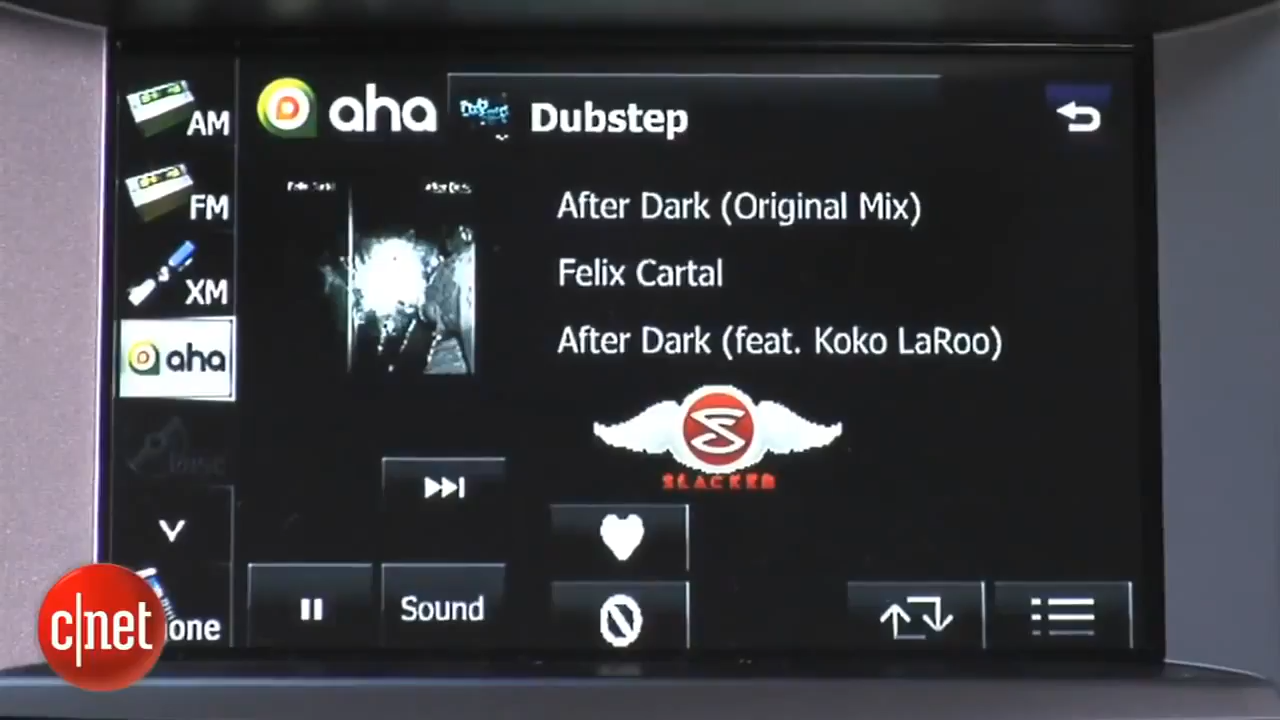 AM
FM
XM
aha
aha
Dubstep
After Dark (Original Mix)
Felix Cartal
After Dark (feat. Koko LaRoo)
SLACKER
Sound
c|net
one